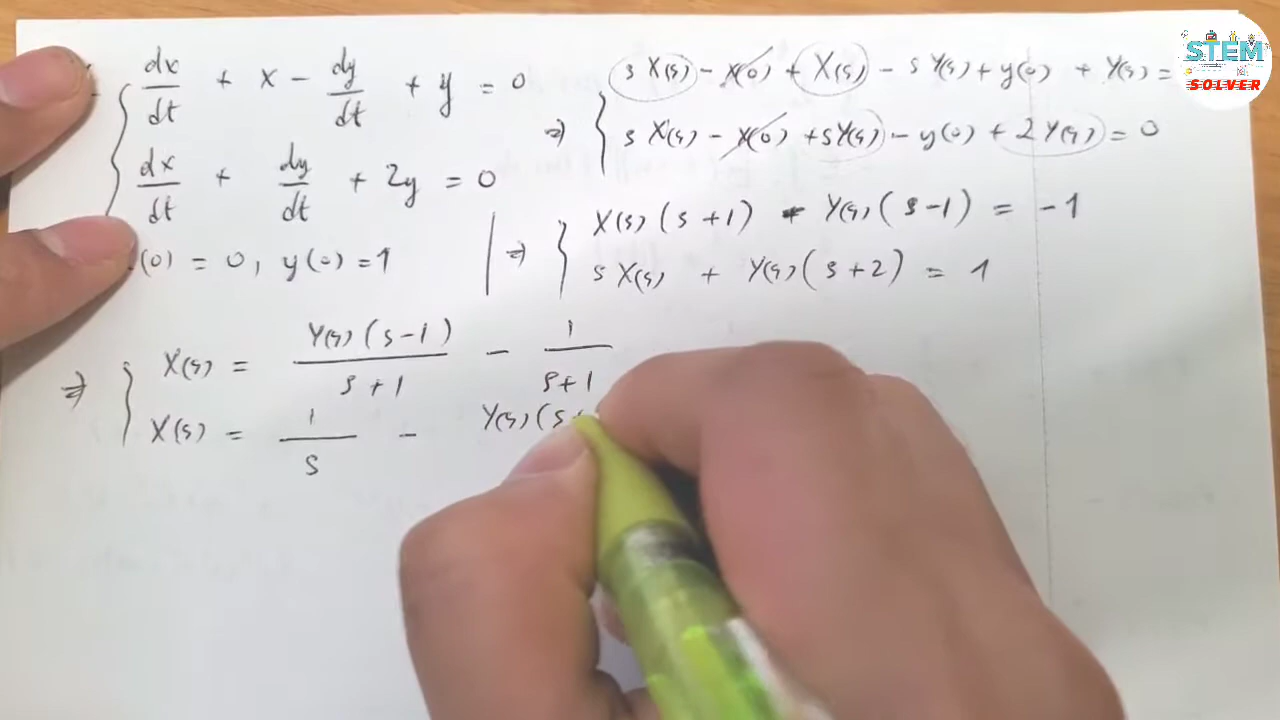 dx/dt + x - dy/dt + y = 0
dx/dt + dy/dt + 2y = 0
(0) = 0, y(0) = 1
⇒ { s X(s) - x(0) + X(s) - s Y(s) + y(0) + Y(s) =
s X(s) - x(0) + s Y(s) - y(0) + 2 Y(s) = 0
⇒ { X(s) (s + 1) - Y(s) (s - 1) = -1
s X(s) + Y(s) (s + 2) = 1
⇒ { X(s) = Y(s) (s - 1) / s + 1 - 1 / s + 1
X(s) = 1 / s - Y(s) (s
STEM
SOLVER